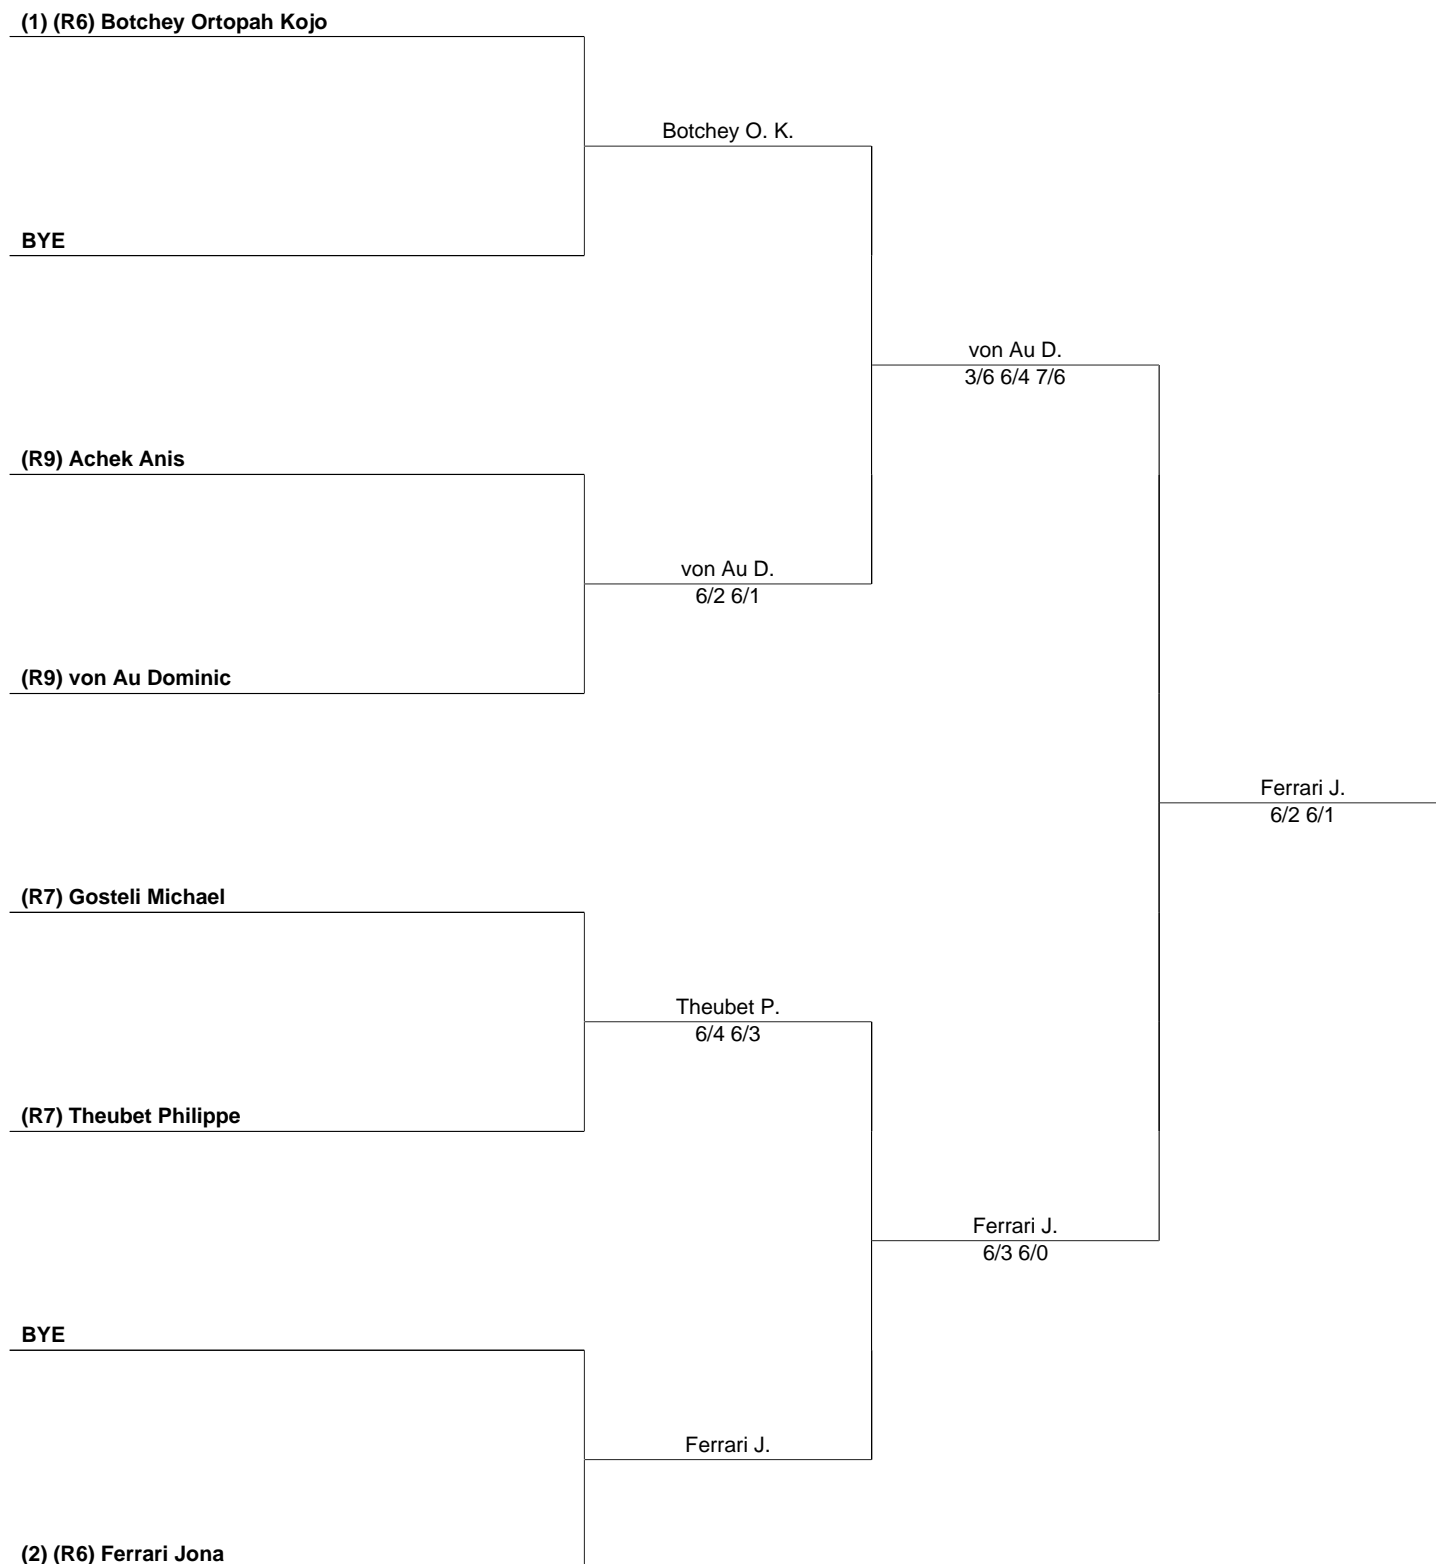 (1) (R6) Botchey Ortopah Kojo
Botchey O. K.
BYE
von Au D.
3/6 6/4 7/6
(R9) Achek Anis
von Au D.
6/2 6/1
(R9) von Au Dominic
Ferrari J.
6/2 6/1
(R7) Gosteli Michael
Theubet P.
6/4 6/3
(R7) Theubet Philippe
Ferrari J.
6/3 6/0
BYE
Ferrari J.
(2) (R6) Ferrari Jona